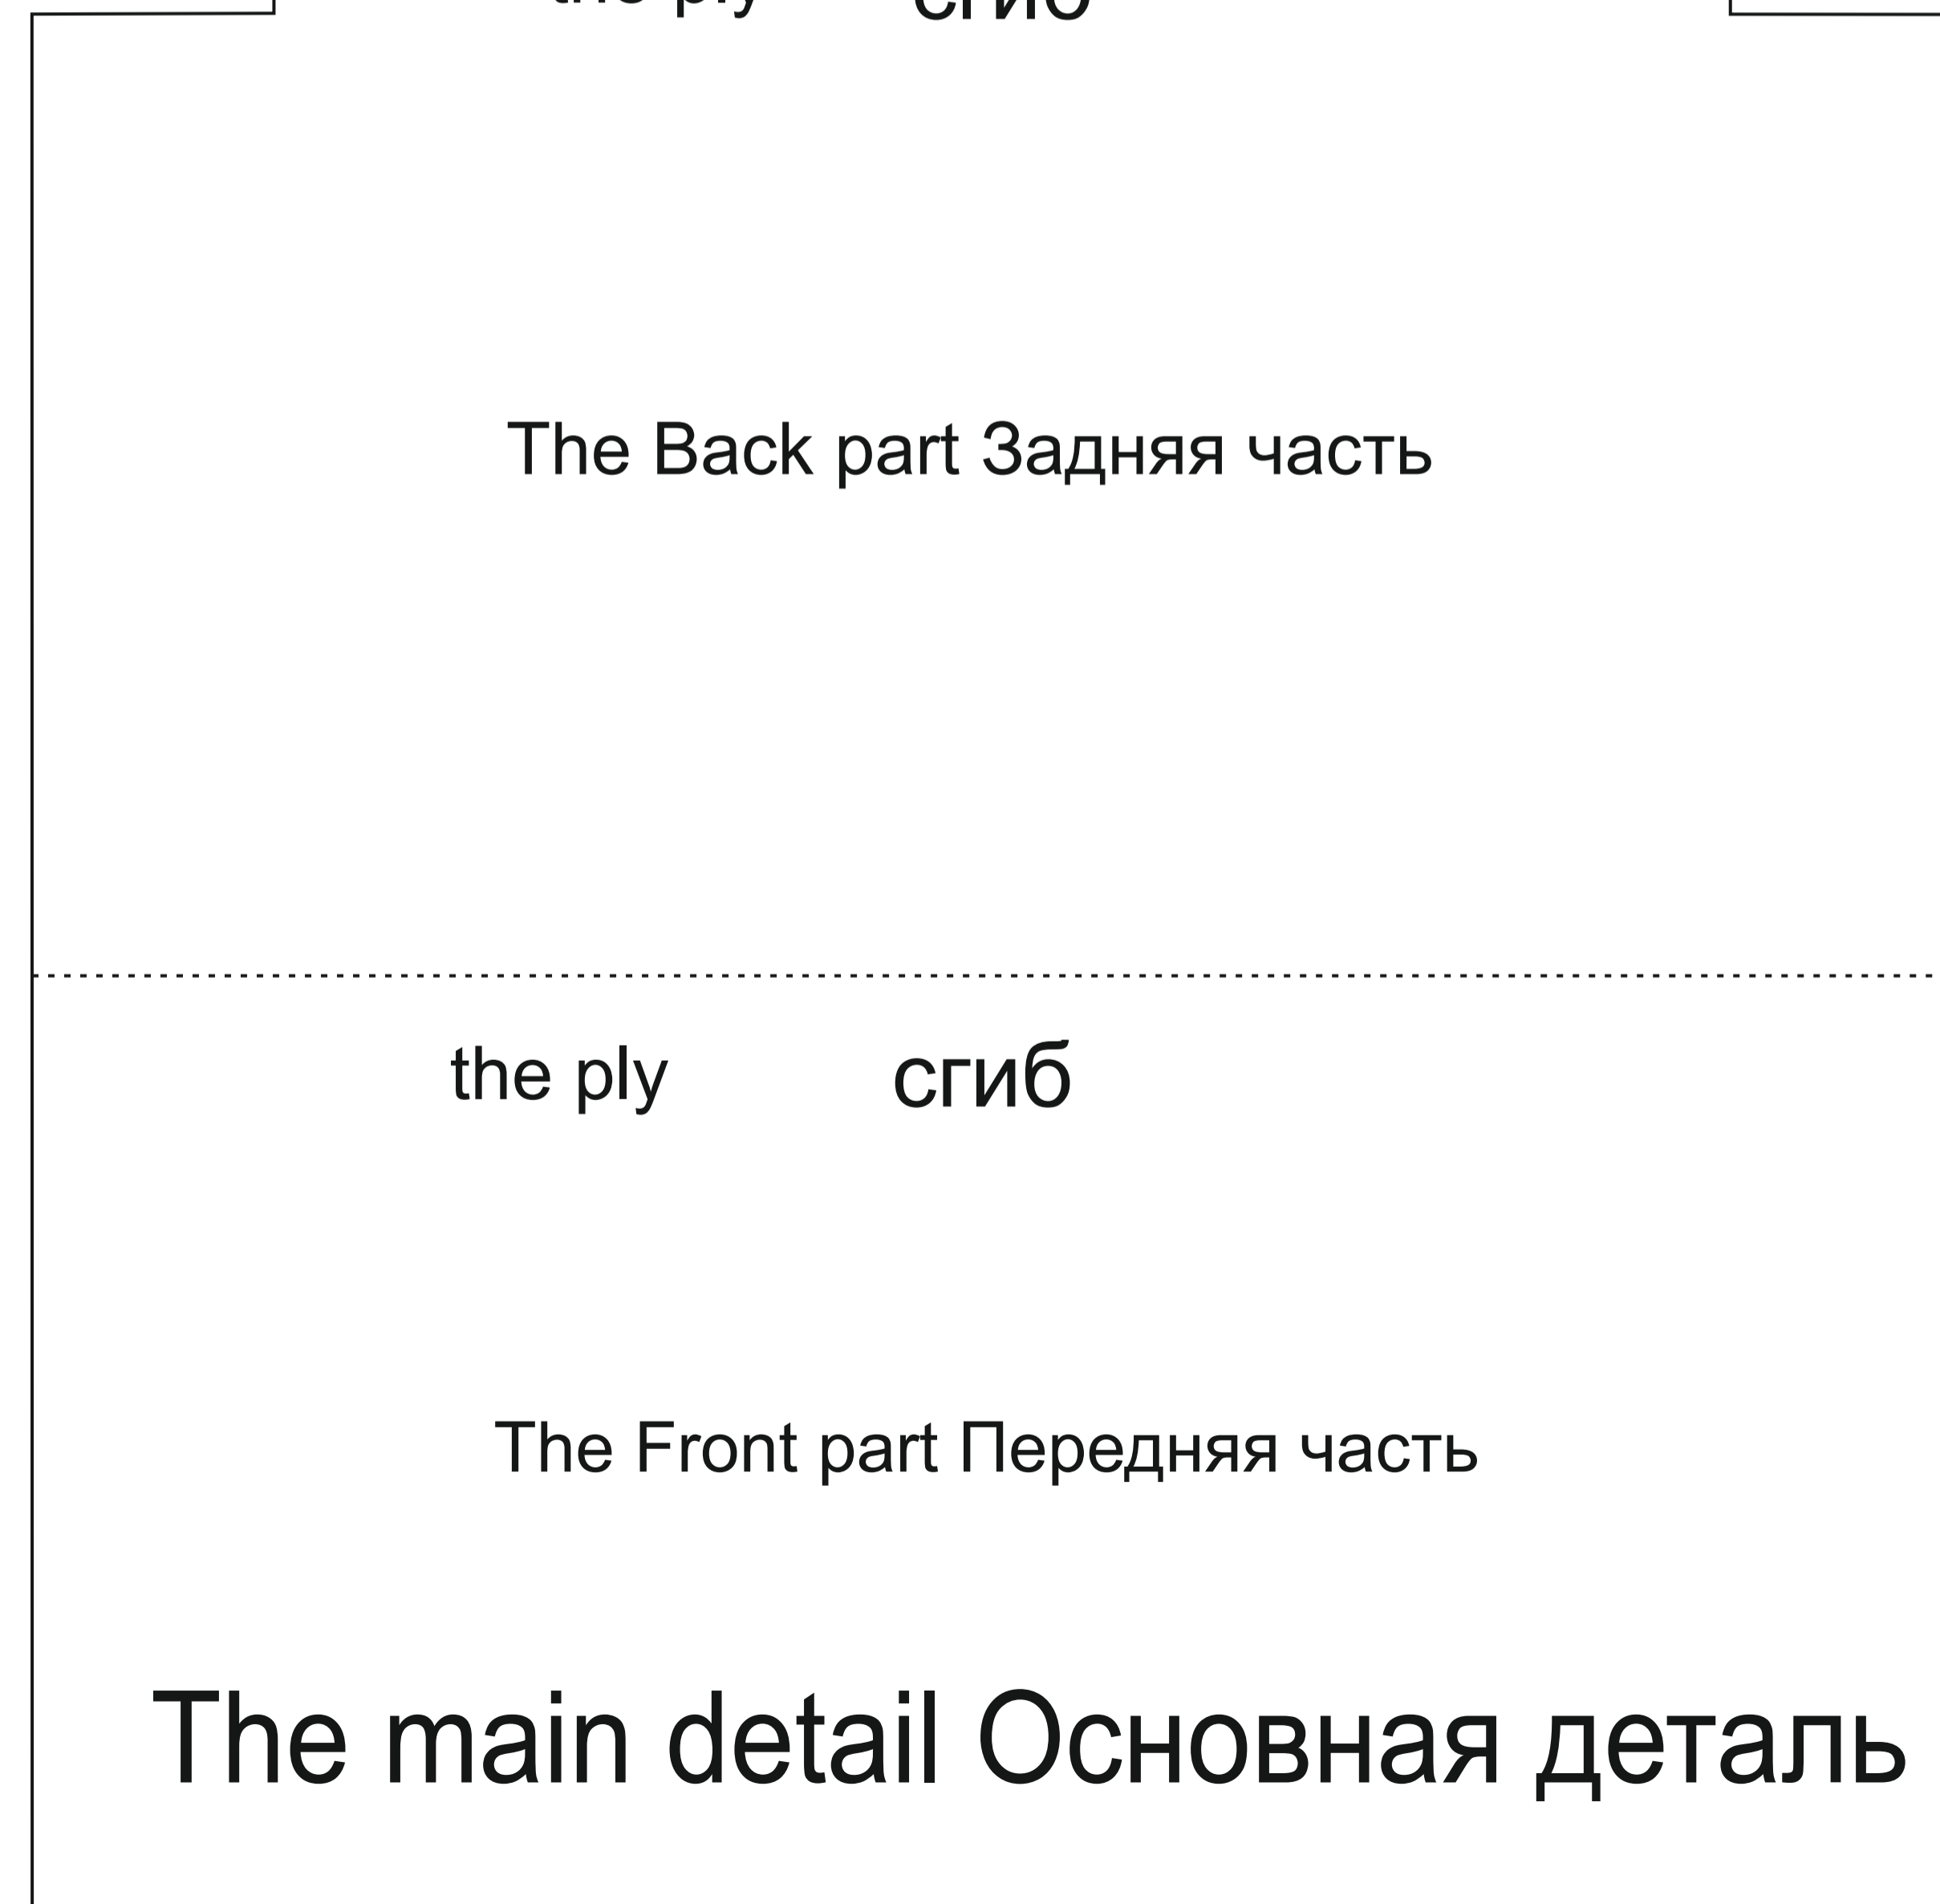 The Back part Задняя часть
the ply сгиб
The Front part Передняя часть
The main detail Основная деталь